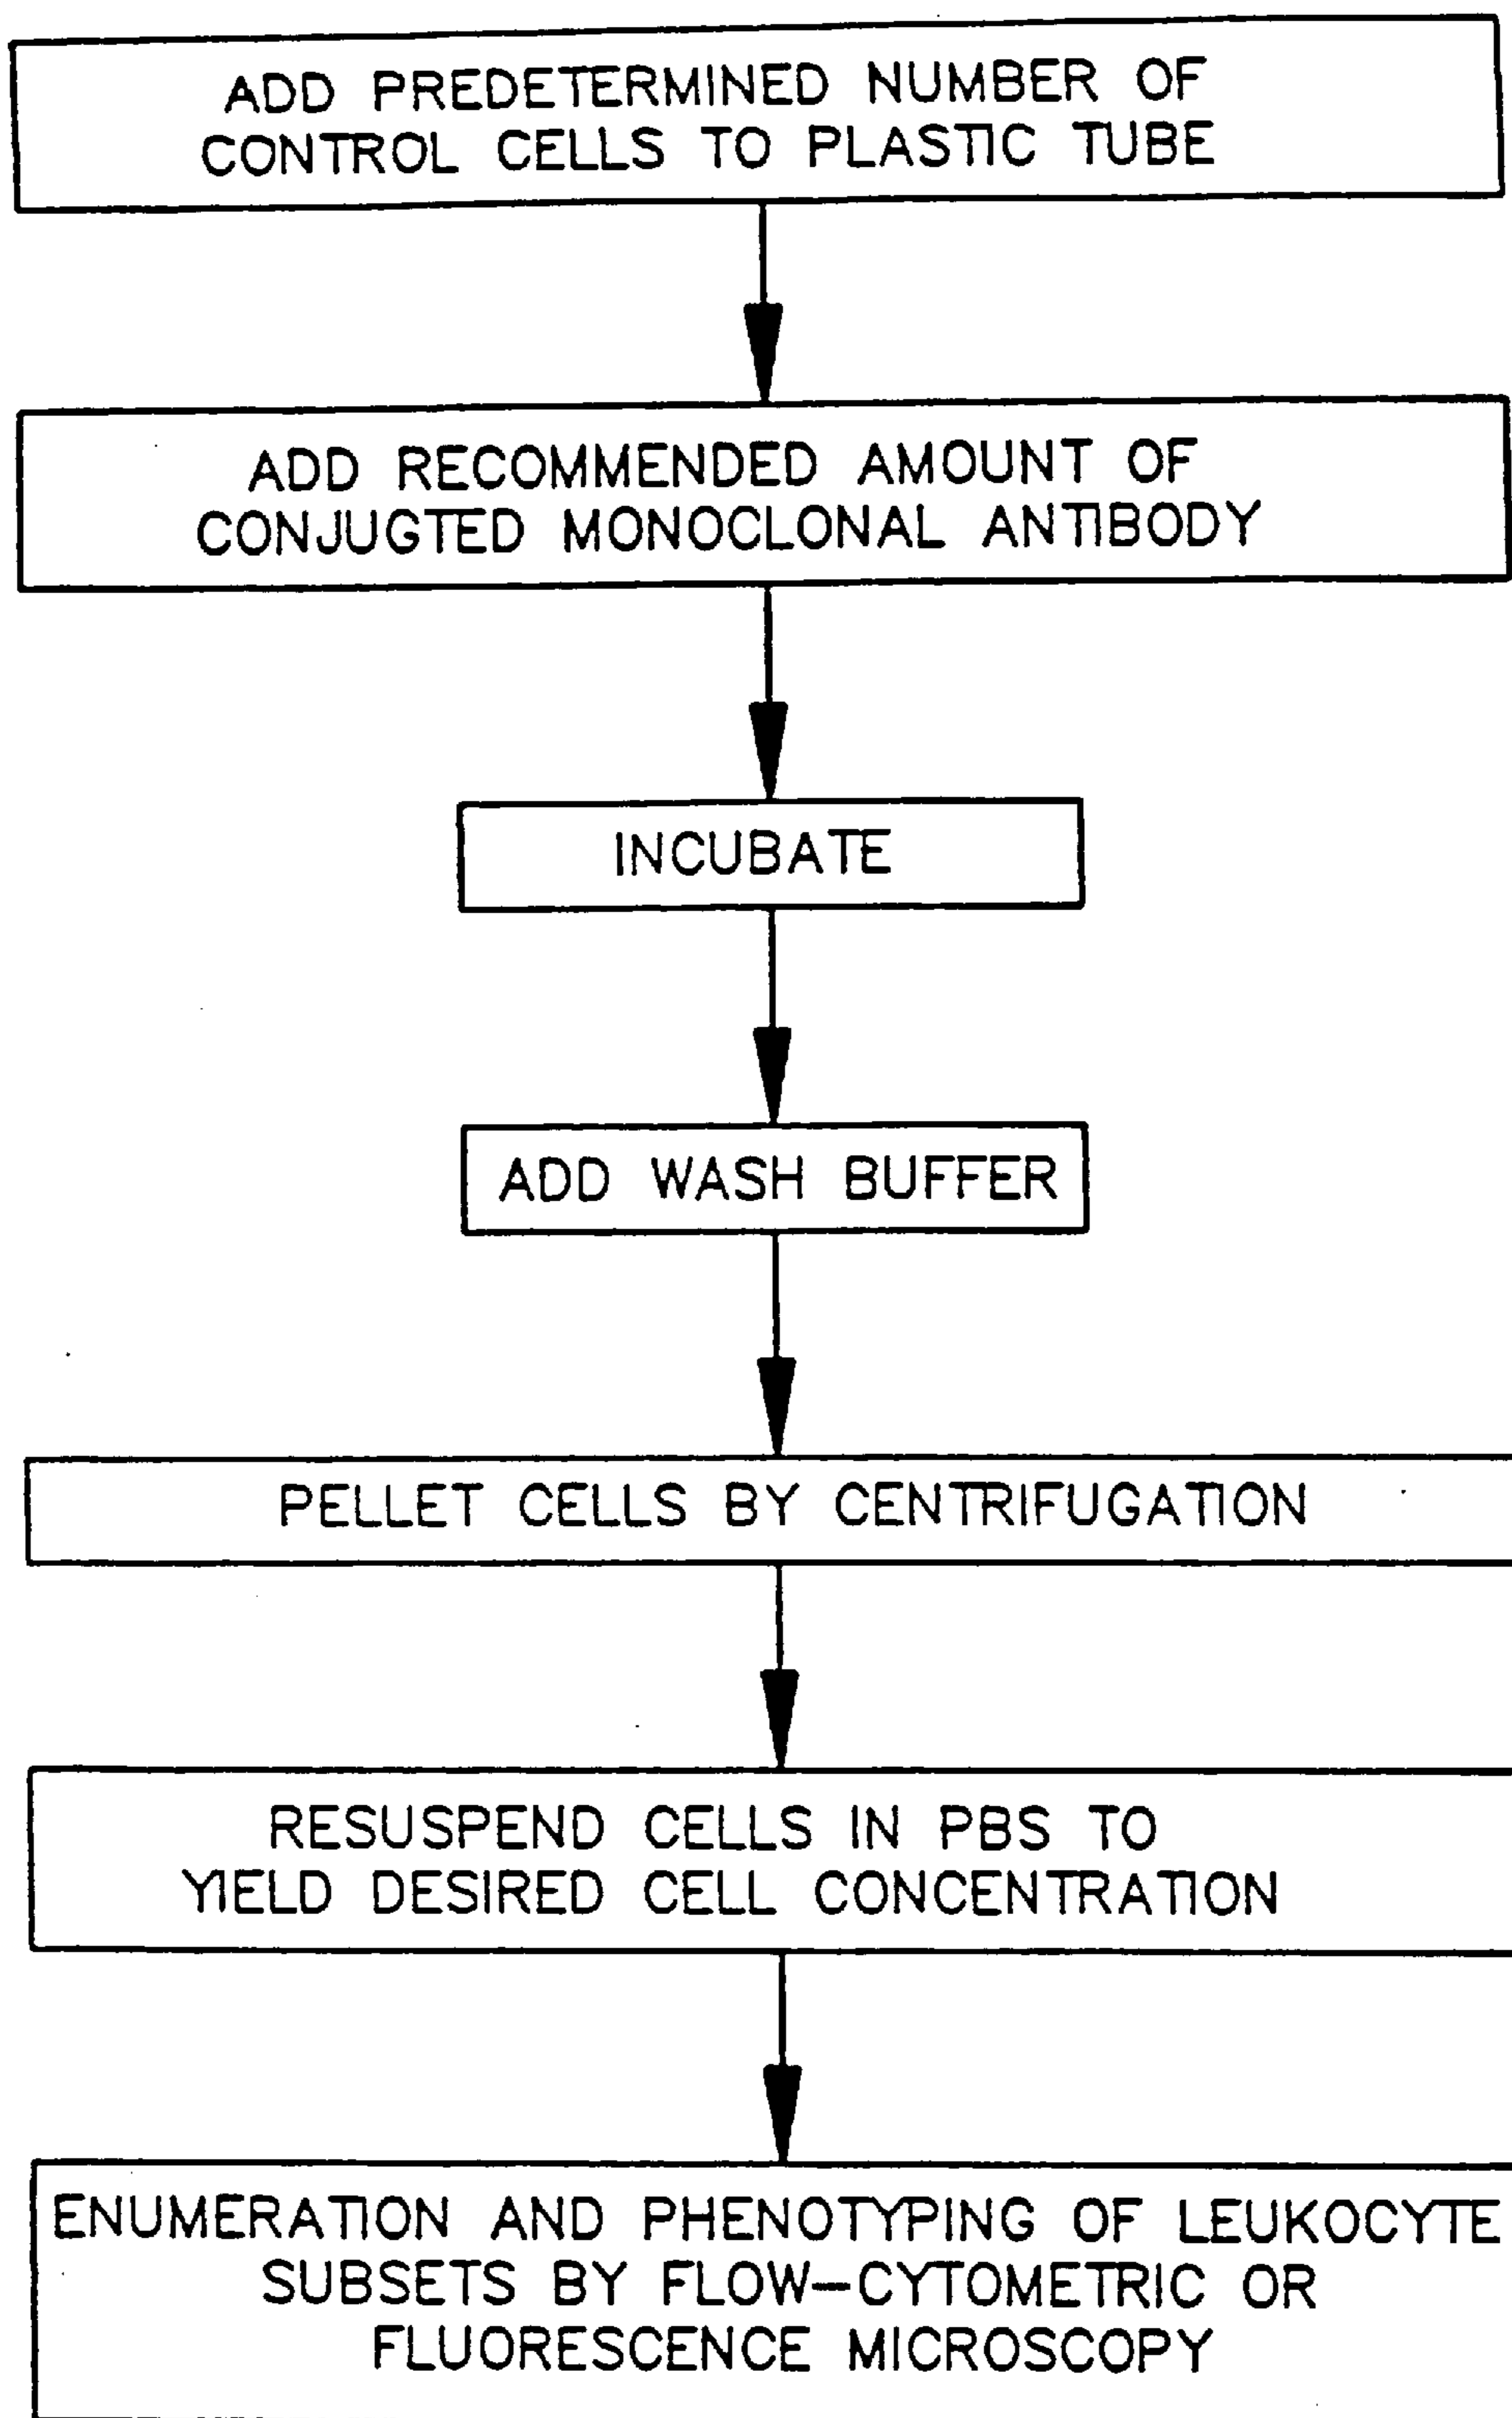 ADD PREDETERMINED NUMBER OF
CONTROL CELLS TO PLASTIC TUBE
ADD RECOMMENDED AMOUNT OF
CONJUGTED MONOCLONAL ANTIBODY
INCUBATE
ADD WASH BUFFER
PELLET CELLS BY CENTRIFUGATION
RESUSPEND CELLS IN PBS TO
YIELD DESIRED CELL CONCENTRATION
ENUMERATION AND PHENOTYPING OF LEUKOCYTE
SUBSETS BY FLOW-CYTOMETRIC OR
FLUORESCENCE MICROSCOPY